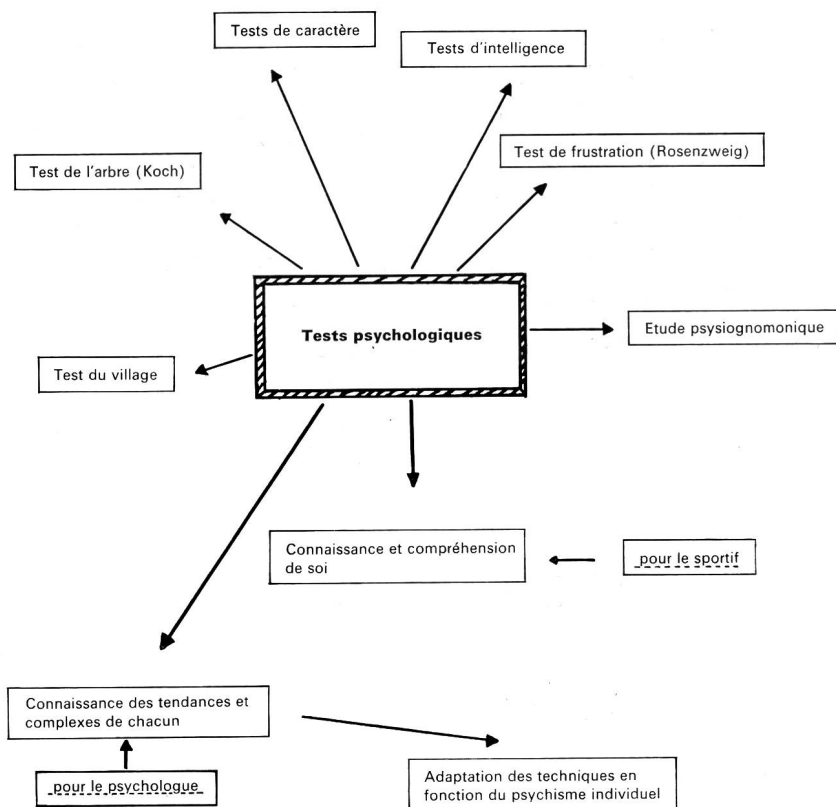 Tests de caractère
Tests d'intelligence
Test de l'arbre (Koch)
Test de frustration (Rosenzweig)
Tests psychologiques
Etude psysiognomonique
Test du village
Connaissance et compréhension
de soi
pour le sportif
Connaissance des tendances et
complexes de chacun
pour le psychologue
Adaptation des techniques en
fonction du psychisme individuel